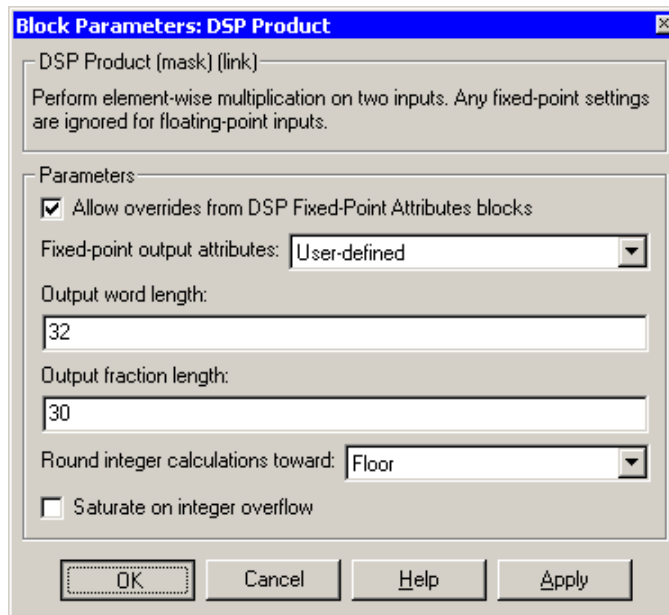 Block Parameters: DSP Product
DSP Product (mask) (link)
Perform element-wise multiplication on two inputs. Any fixed-point settings
are ignored for floating-point inputs.
Parameters
Allow overrides from DSP Fixed-Point Attributes blocks
Fixed-point output attributes: User-defined
Output word length:
32
Output fraction length:
30
Round integer calculations toward: Floor
Saturate on integer overflow
OK Cancel Help Apply